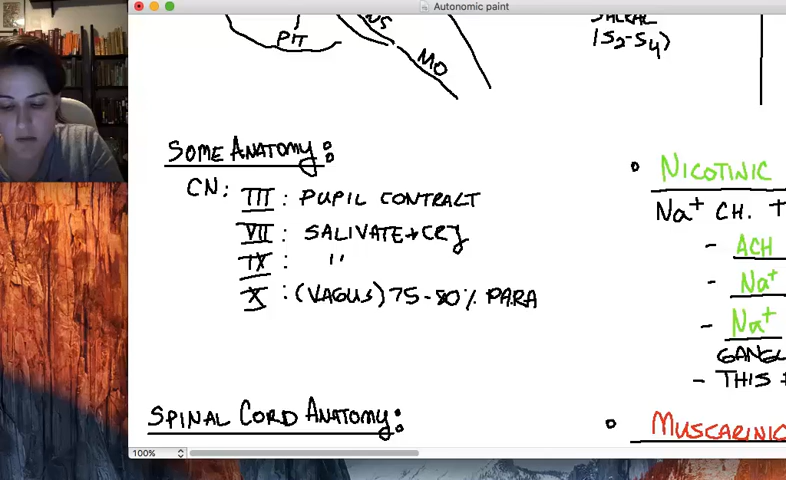 Autonomic paint
PIT
MO
SACRAL
(S2-S4)
SOME ANATOMY:
CN: III: PUPIL CONTRACT
VII: SALIVATE + CRY
IX: "
X: (VAGUS) 75-80% PARA
SPINAL CORD ANATOMY:
NICOTINIC
Na+ CH. +
- ACH
- Na+
- Na+
GANGL
- THIS
MUSCARINIC
100%